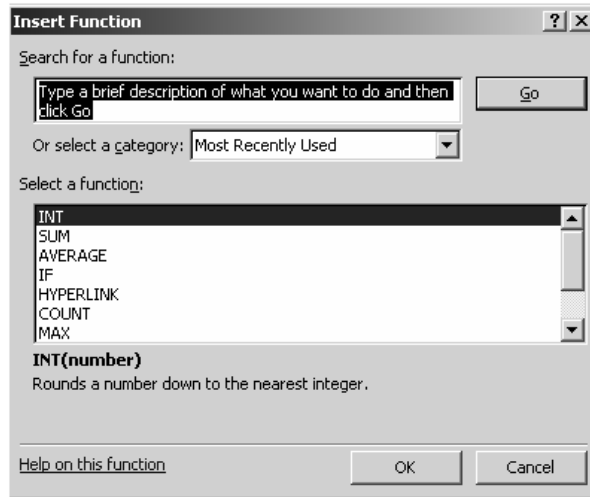 Insert Function
Search for a function:
Type a brief description of what you want to do and then
click Go
Go
Or select a category: Most Recently Used
Select a function:
INT
SUM
AVERAGE
IF
HYPERLINK
COUNT
MAX
INT(number)
Rounds a number down to the nearest integer.
Help on this function
OK
Cancel